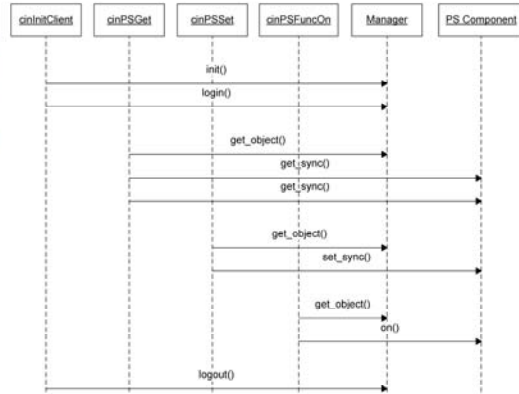 cinInitClient cinPSGet cinPSSet cinPSFuncOn Manager PS Component
init()
login()
get_object()
get_sync()
get_sync()
get_object()
set_sync()
get_object()
on()
logout()